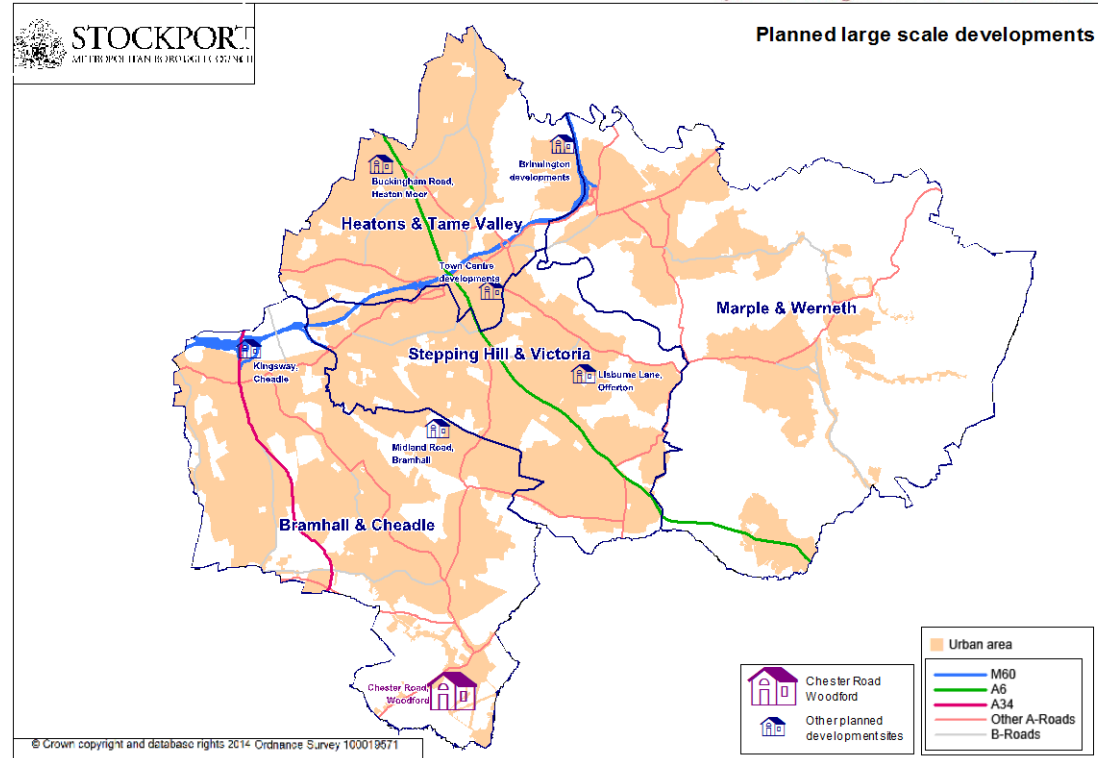 STOCKPORT
METROPOLITAN BOROUGH COUNCIL
Planned large scale developments
Brinnington
developments
Buckingham Road,
Heaton Moor
Heatons & Tame Valley
Town Centre
developments
Marple & Werneth
Stepping Hill & Victoria
Kingsway,
Cheadle
Lisburne Lane,
Offerton
Midland Road,
Bramhall
Bramhall & Cheadle
Chester Road,
Woodford
Urban area
M60
A6
A34
Other A-Roads
B-Roads
Chester Road
Woodford
Other planned
development sites
© Crown copyright and database rights 2014 Ordnance Survey 100019571